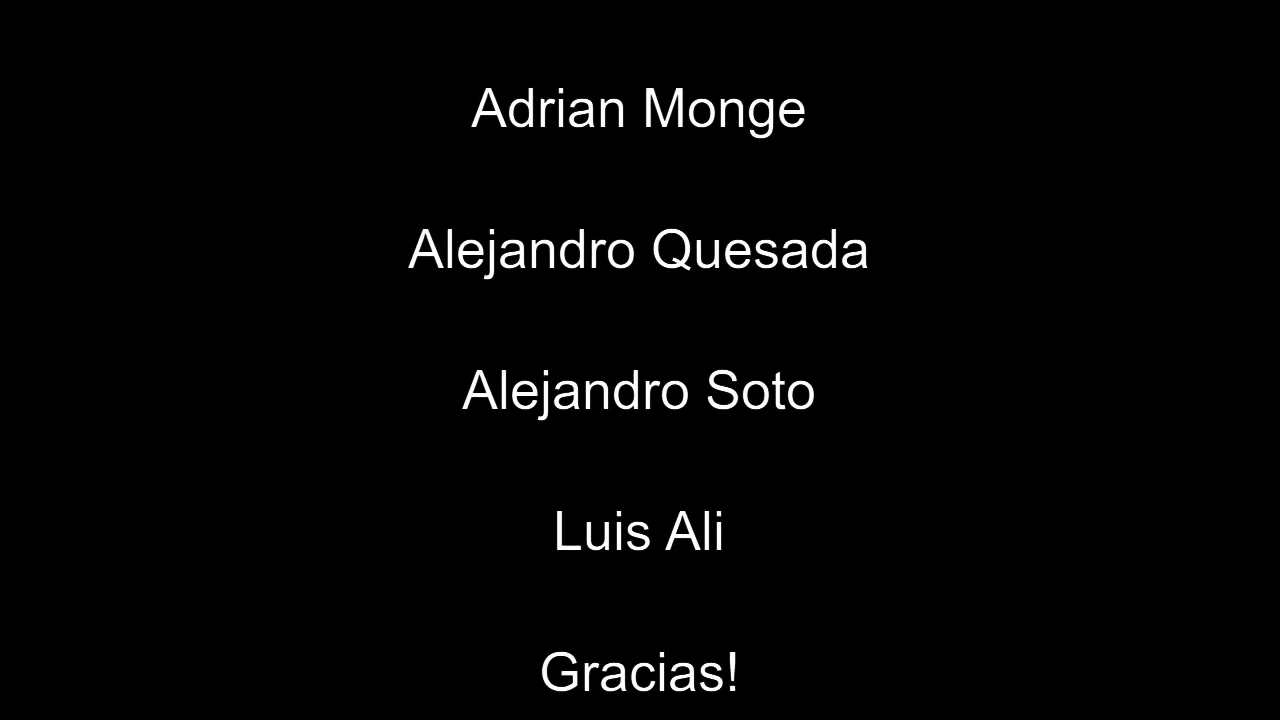 Adrian Monge
Alejandro Quesada
Alejandro Soto
Luis Ali
Gracias!